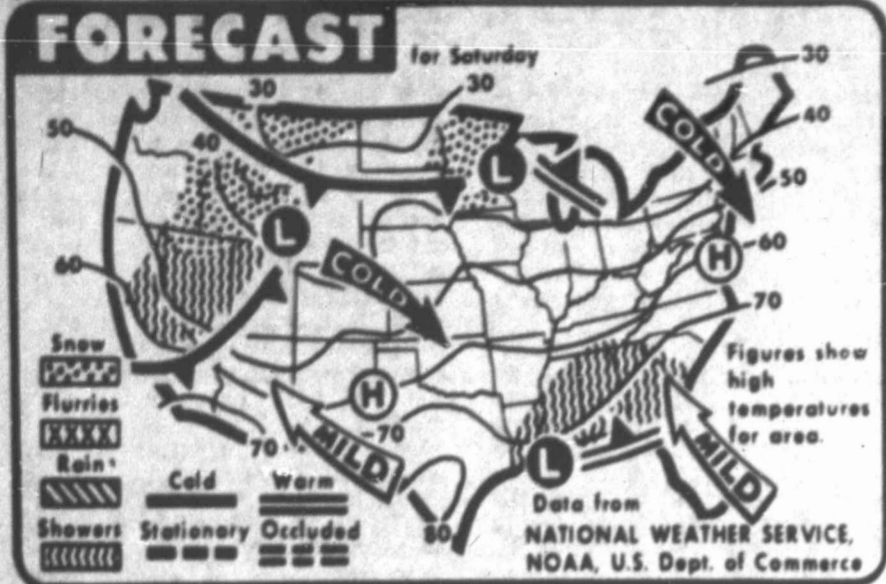 FORECAST
for Saturday
30
30
30
40
50
40
50
60
60
70
70
70
80
L
L
L
H
H
COLD
COLD
MILD
MILD
Snow
Flurries
Rain
Showers
Cold
Warm
Stationary
Occluded
Figures show
high
temperatures
for area.
Data from
NATIONAL WEATHER SERVICE,
NOAA, U.S. Dept. of Commerce